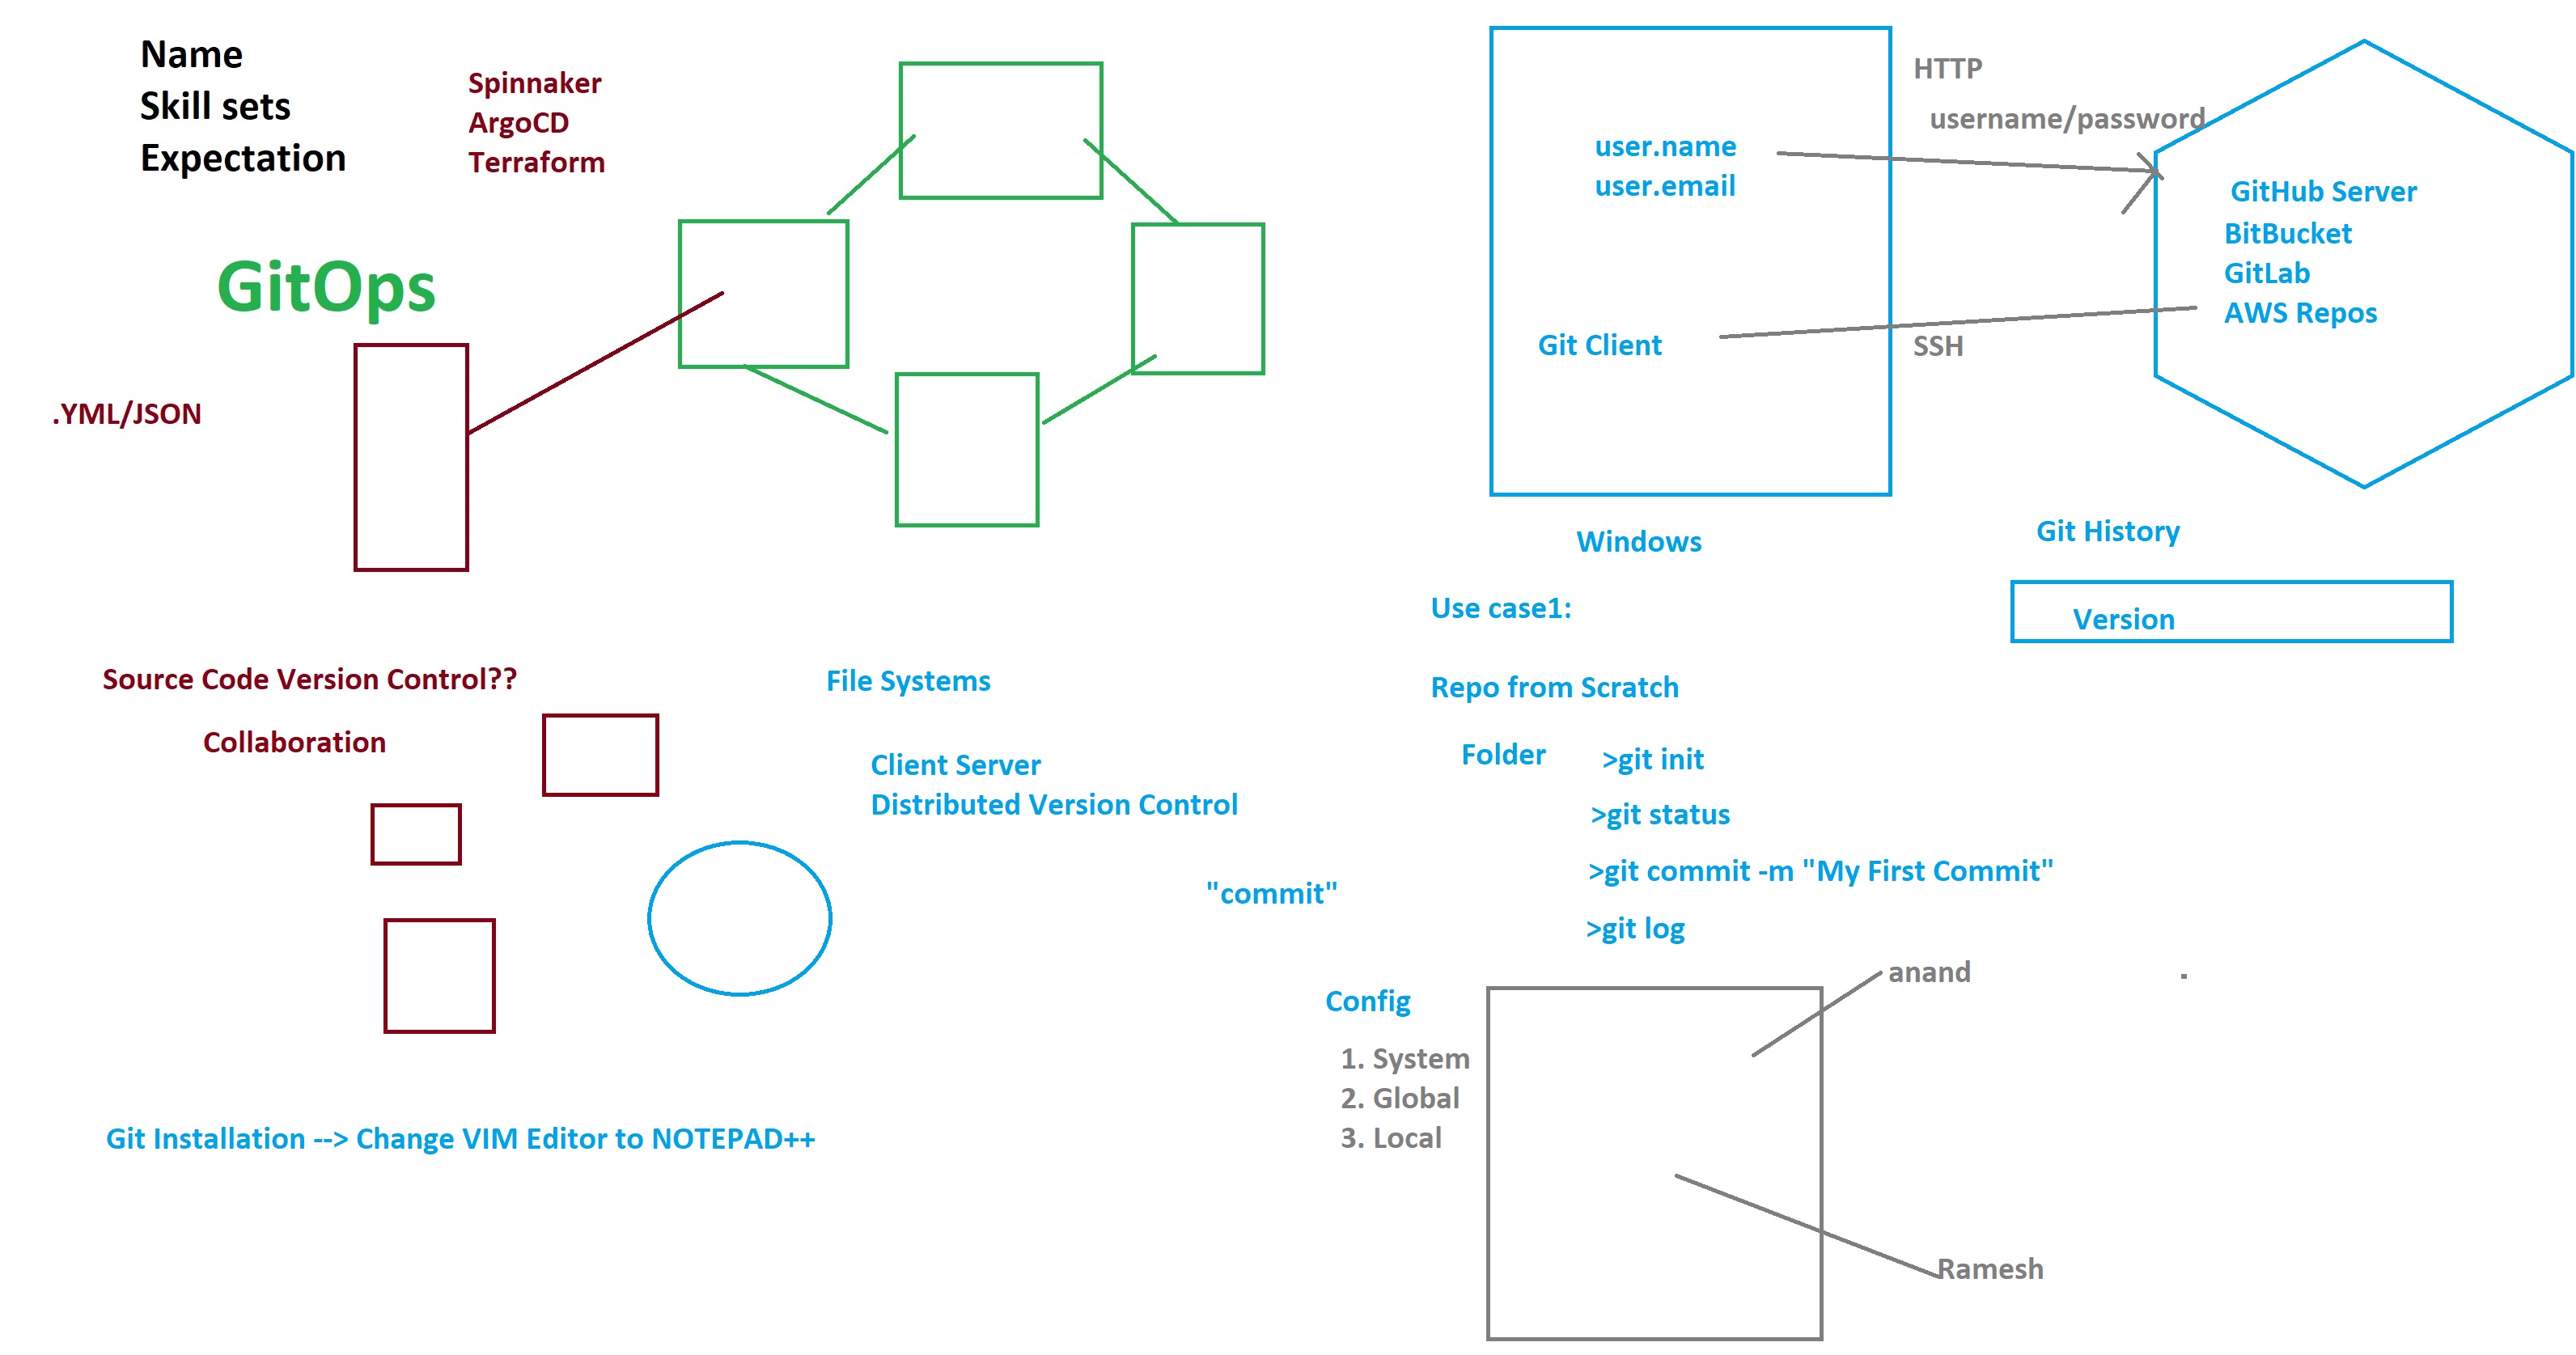 Name
Skill sets
Expectation
Spinnaker
ArgoCD
Terraform
GitOps
.YML/JSON
HTTP
username/password
user.name
user.email
GitHub Server
BitBucket
GitLab
AWS Repos
Git Client
SSH
Windows
Git History
Version
Use case1:
Repo from Scratch
Folder
>git init
>git status
>git commit -m "My First Commit"
>git log
Source Code Version Control??
Collaboration
File Systems
Client Server
Distributed Version Control
"commit"
Git Installation --> Change VIM Editor to NOTEPAD++
Config
1. System
2. Global
3. Local
anand
Ramesh